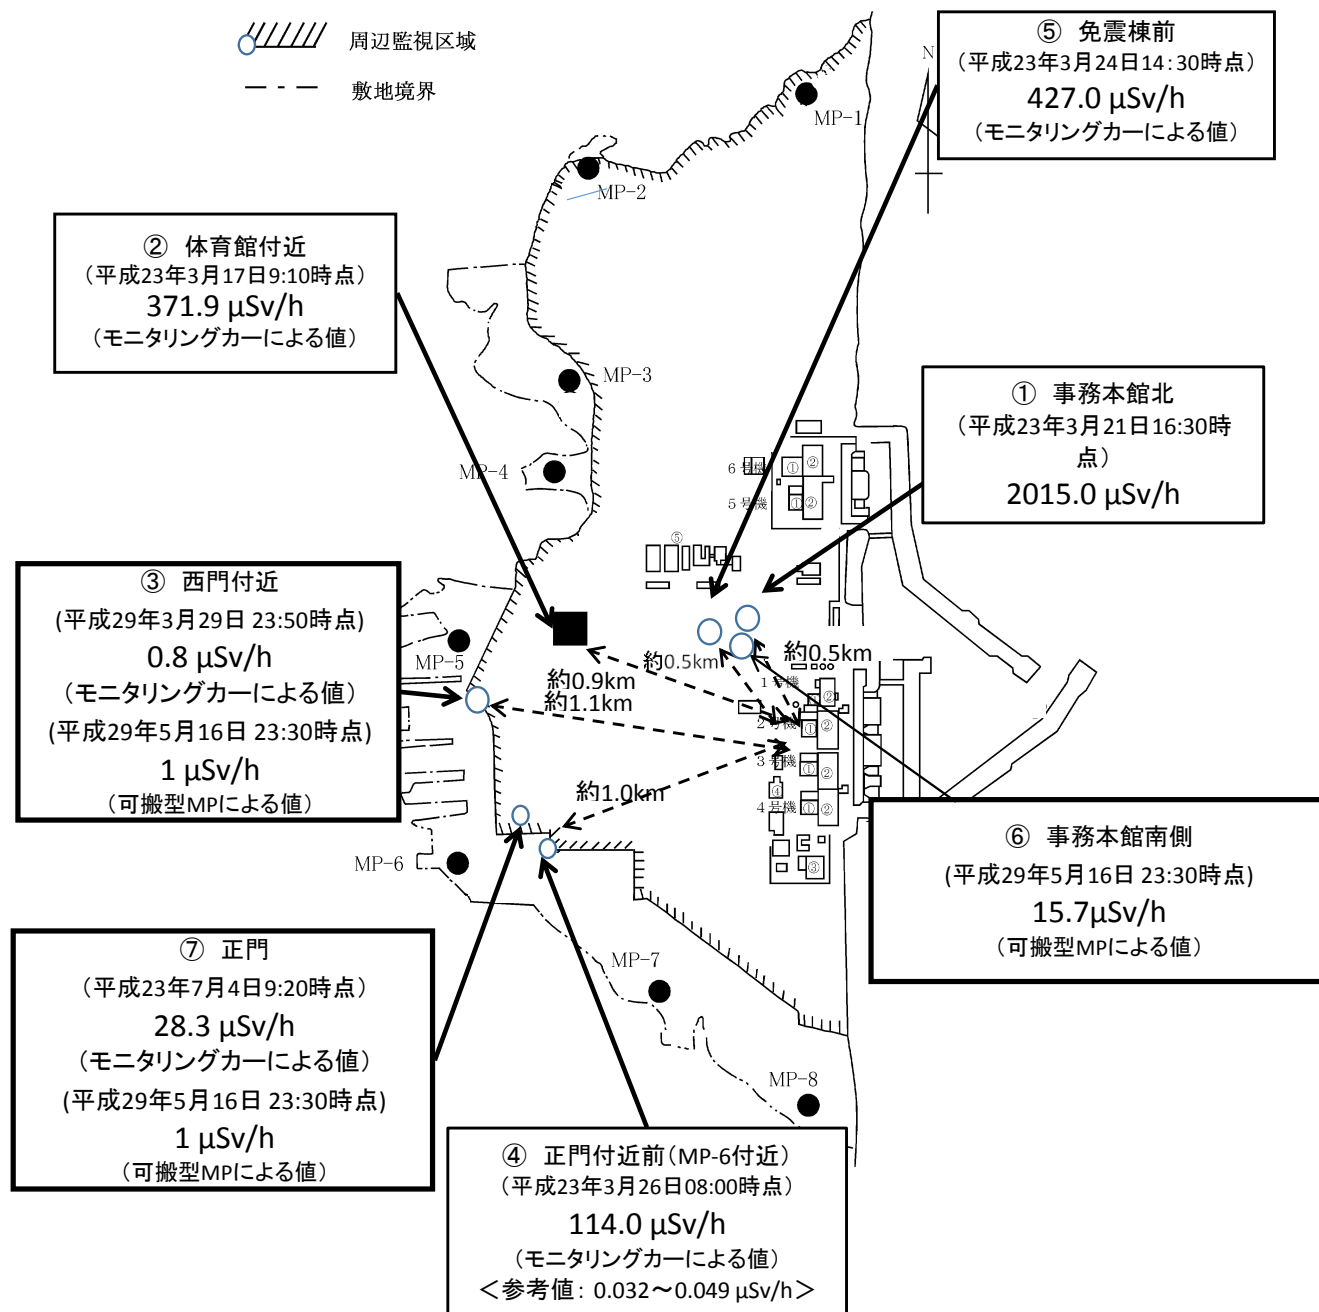 周辺監視区域
敷地境界
⑤ 免震棟前
（平成23年3月24日14:30時点）
427.0 μSv/h
（モニタリングカーによる値）
N
MP-1
MP-2
② 体育館付近
（平成23年3月17日9:10時点）
371.9 μSv/h
（モニタリングカーによる値）
MP-3
① 事務本館北
（平成23年3月21日16:30時
点）
2015.0 μSv/h
MP-4
6号機
①
②
5号機
①
②
⑤
③ 西門付近
(平成29年3月29日 23:50時点)
0.8 μSv/h
（モニタリングカーによる値）
(平成29年5月16日 23:30時点)
1 μSv/h
（可搬型MPによる値）
MP-5
約0.5km
約0.5km
約0.9km
約1.1km
1号機
②
2号機
①
②
3号機
①
②
約1.0km
④
4号機
①
②
③
MP-6
⑥ 事務本館南側
(平成29年5月16日 23:30時点)
15.7μSv/h
（可搬型MPによる値）
⑦ 正門
（平成23年7月4日9:20時点）
28.3 μSv/h
（モニタリングカーによる値）
(平成29年5月16日 23:30時点)
1 μSv/h
（可搬型MPによる値）
MP-7
MP-8
④ 正門付近前（MP-6付近）
（平成23年3月26日08:00時点）
114.0 μSv/h
（モニタリングカーによる値）
＜参考値：0.032～0.049 μSv/h＞